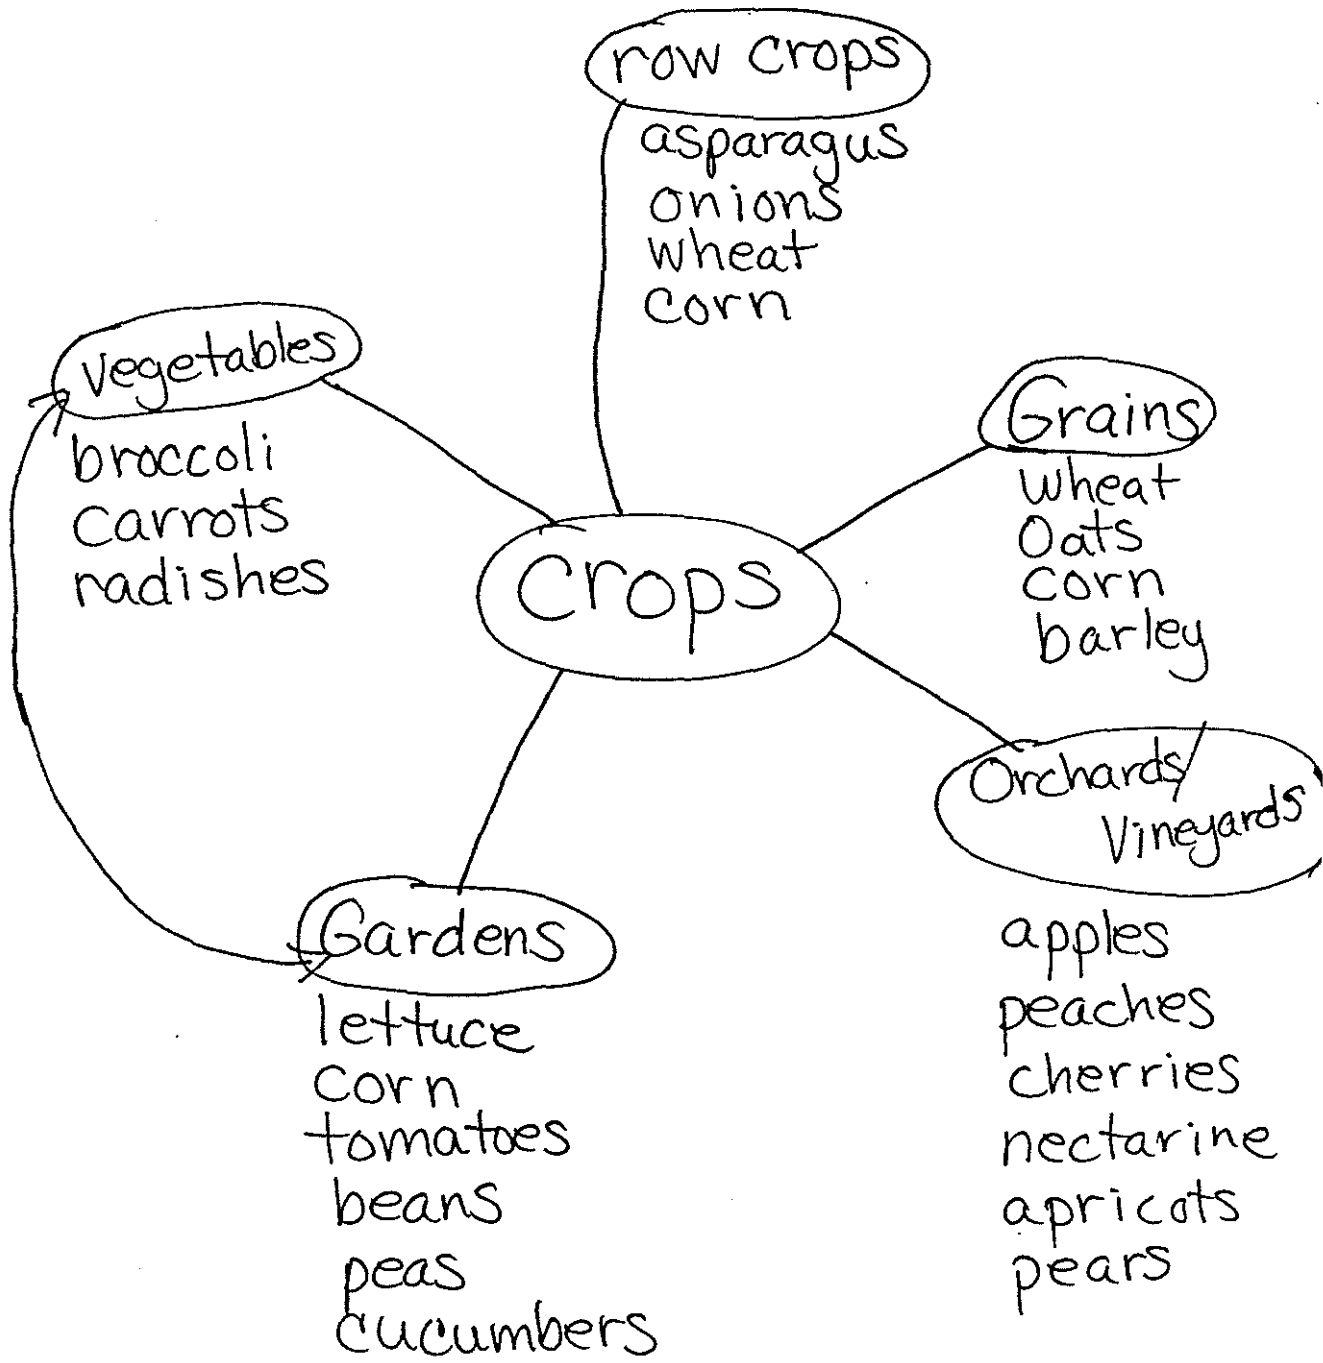 row crops
asparagus
onions
wheat
corn
vegetables
broccoli
carrots
radishes
Grains
wheat
Oats
corn
barley
Crops
Orchards/
Vineyards
apples
peaches
cherries
nectarine
apricots
pears
Gardens
lettuce
corn
tomatoes
beans
peas
cucumbers